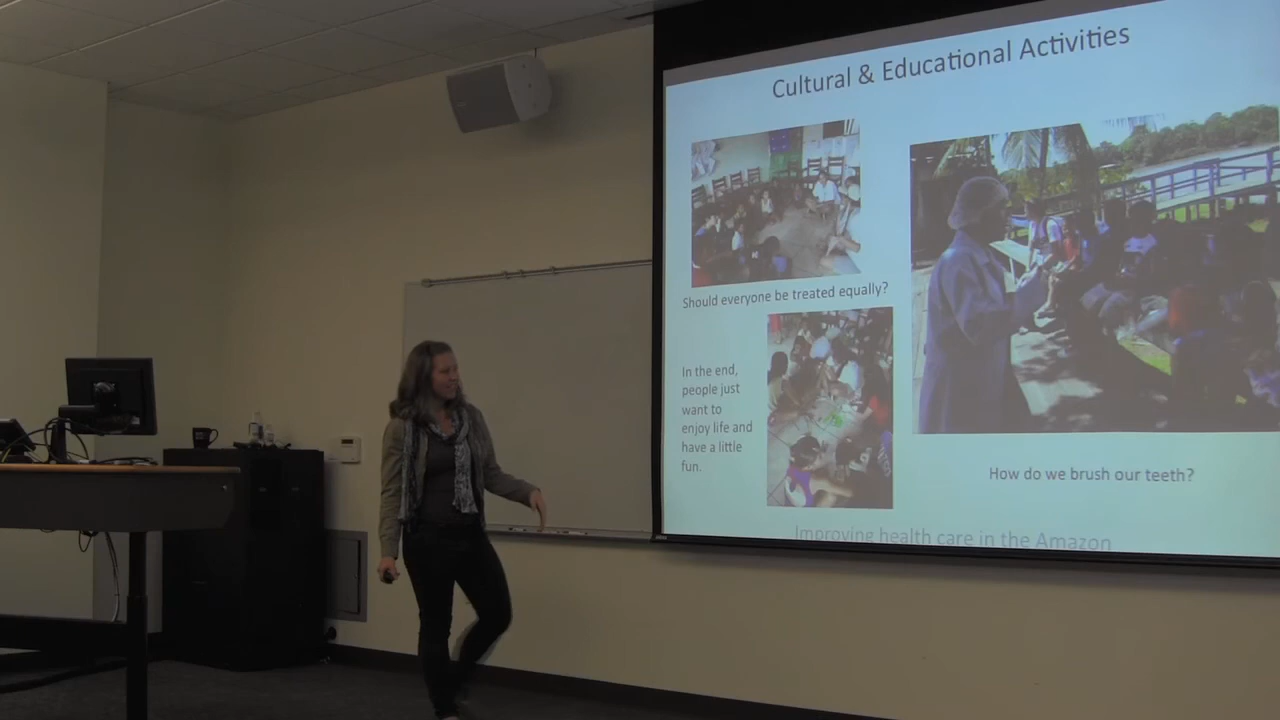 Cultural & Educational Activities
Should everyone be treated equally?
In the end,
people just
want to
enjoy life and
have a little
fun.
How do we brush our teeth?
Improving health care in the Amazon